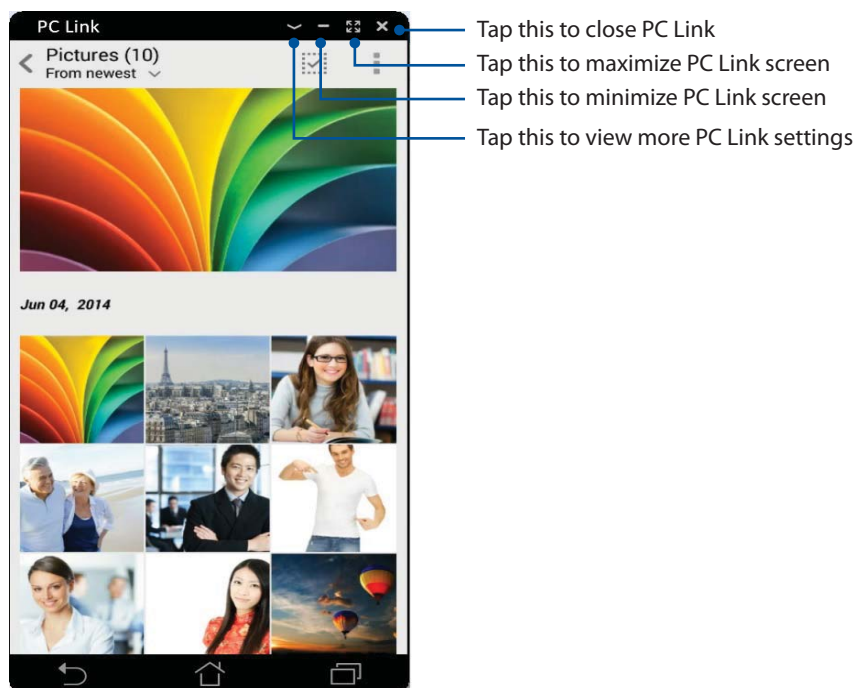 PC Link
Pictures (10)
From newest
Jun 04, 2014
Tap this to close PC Link
Tap this to maximize PC Link screen
Tap this to minimize PC Link screen
Tap this to view more PC Link settings